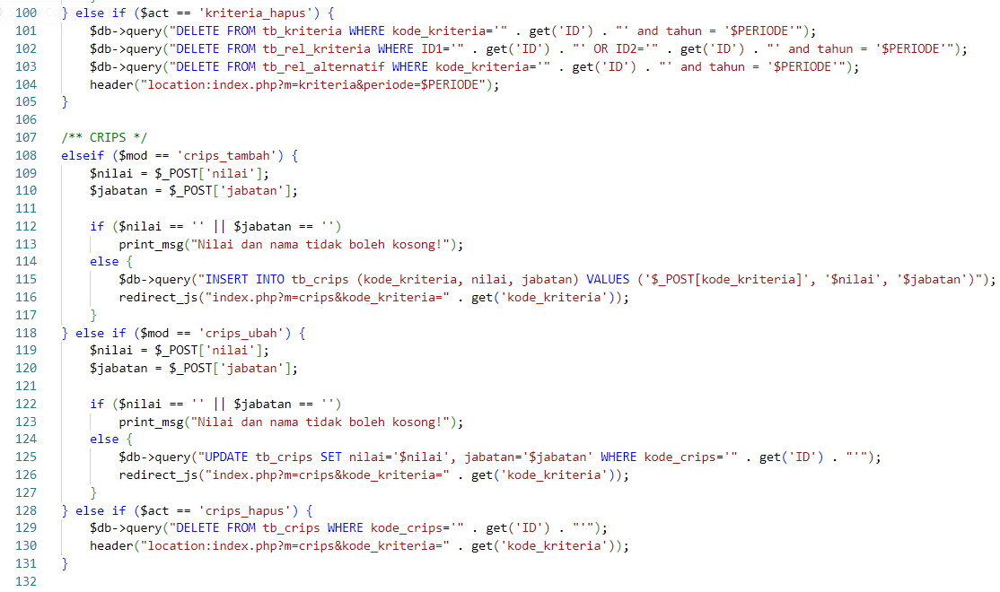 100 } else if ($act == 'kriteria_hapus') {
101     $db->query("DELETE FROM tb_kriteria WHERE kode_kriteria='" . get('ID') . "' and tahun = '$PERIODE'");
102     $db->query("DELETE FROM tb_rel_kriteria WHERE ID1='" . get('ID') . "' OR ID2='" . get('ID') . "' and tahun = '$PERIODE'");
103     $db->query("DELETE FROM tb_rel_alternatif WHERE kode_kriteria='" . get('ID') . "' and tahun = '$PERIODE'");
104     header("location:index.php?m=kriteria&periode=$PERIODE");
105 }
106
107 /** CRIPS */
108 elseif ($mod == 'crips_tambah') {
109     $nilai = $_POST['nilai'];
110     $jabatan = $_POST['jabatan'];
111
112     if ($nilai == '' || $jabatan == '')
113         print_msg("Nilai dan nama tidak boleh kosong!");
114     else {
115         $db->query("INSERT INTO tb_crips (kode_kriteria, nilai, jabatan) VALUES ('$_POST[kode_kriteria]', '$nilai', '$jabatan')");
116         redirect_js("index.php?m=crips&kode_kriteria=" . get('kode_kriteria'));
117     }
118 } else if ($mod == 'crips_ubah') {
119     $nilai = $_POST['nilai'];
120     $jabatan = $_POST['jabatan'];
121
122     if ($nilai == '' || $jabatan == '')
123         print_msg("Nilai dan nama tidak boleh kosong!");
124     else {
125         $db->query("UPDATE tb_crips SET nilai='$nilai', jabatan='$jabatan' WHERE kode_crips='" . get('ID') . "'");
126         redirect_js("index.php?m=crips&kode_kriteria=" . get('kode_kriteria'));
127     }
128 } else if ($act == 'crips_hapus') {
129     $db->query("DELETE FROM tb_crips WHERE kode_crips='" . get('ID') . "'");
130     header("location:index.php?m=crips&kode_kriteria=" . get('kode_kriteria'));
131 }
132